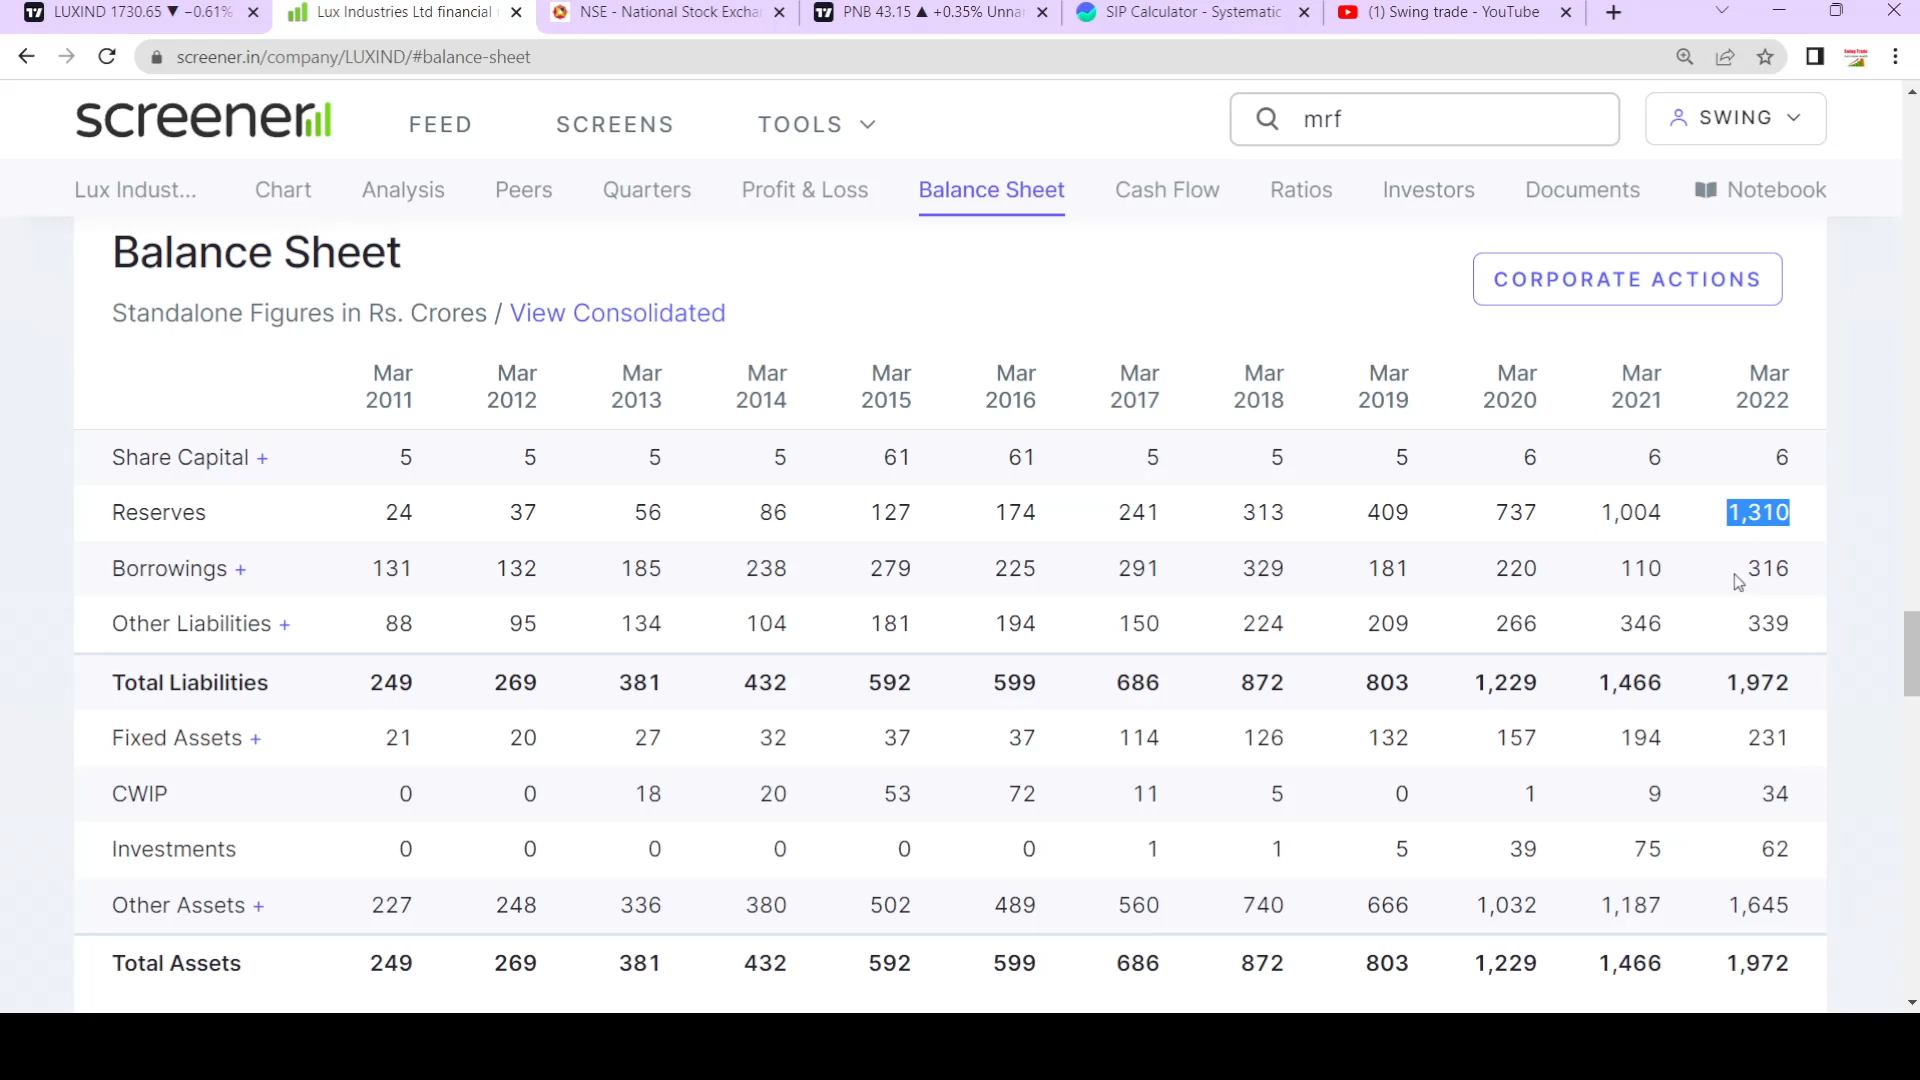 LUXIND 1730.65 ▼ −0.61%
Lux Industries Ltd financial
NSE - National Stock Excha
PNB 43.15 ▲ +0.35% Unna
SIP Calculator - Systematic
(1) Swing trade - YouTube
screener.in/company/LUXIND/#balance-sheet
screener
FEED
SCREENS
TOOLS
mrf
SWING
Lux Indust...
Chart
Analysis
Peers
Quarters
Profit & Loss
Balance Sheet
Cash Flow
Ratios
Investors
Documents
Notebook
Balance Sheet
CORPORATE ACTIONS
Standalone Figures in Rs. Crores / View Consolidated
Mar Mar Mar Mar Mar Mar Mar Mar Mar Mar Mar Mar
2011 2012 2013 2014 2015 2016 2017 2018 2019 2020 2021 2022
Share Capital + 5 5 5 5 61 61 5 5 5 6 6 6
Reserves 24 37 56 86 127 174 241 313 409 737 1,004 1,310
Borrowings + 131 132 185 238 279 225 291 329 181 220 110 316
Other Liabilities + 88 95 134 104 181 194 150 224 209 266 346 339
Total Liabilities 249 269 381 432 592 599 686 872 803 1,229 1,466 1,972
Fixed Assets + 21 20 27 32 37 37 114 126 132 157 194 231
CWIP 0 0 18 20 53 72 11 5 0 1 9 34
Investments 0 0 0 0 0 0 1 1 5 39 75 62
Other Assets + 227 248 336 380 502 489 560 740 666 1,032 1,187 1,645
Total Assets 249 269 381 432 592 599 686 872 803 1,229 1,466 1,972